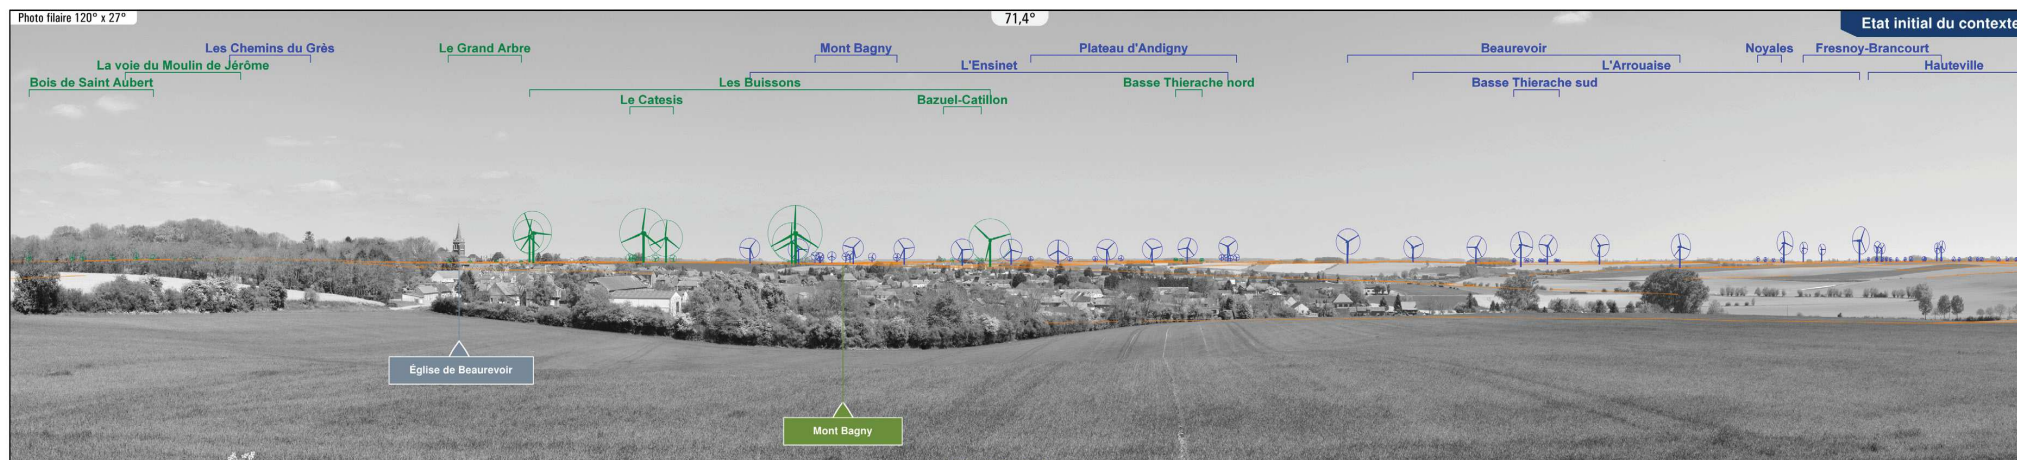 Photo filaire 120° x 27°
71,4°
Etat initial du contexte
Les Chemins du Grès
Le Grand Arbre
Mont Bagny
Plateau d'Andigny
Beaurevoir
Noyales
Fresnoy-Brancourt
La voie du Moulin de Jérôme
L'Ensinet
L'Arrouaise
Hauteville
Bois de Saint Aubert
Les Buissons
Basse Thierache nord
Basse Thierache sud
Le Catesis
Bazuel-Catillon
Église de Beaurevoir
Mont Bagny